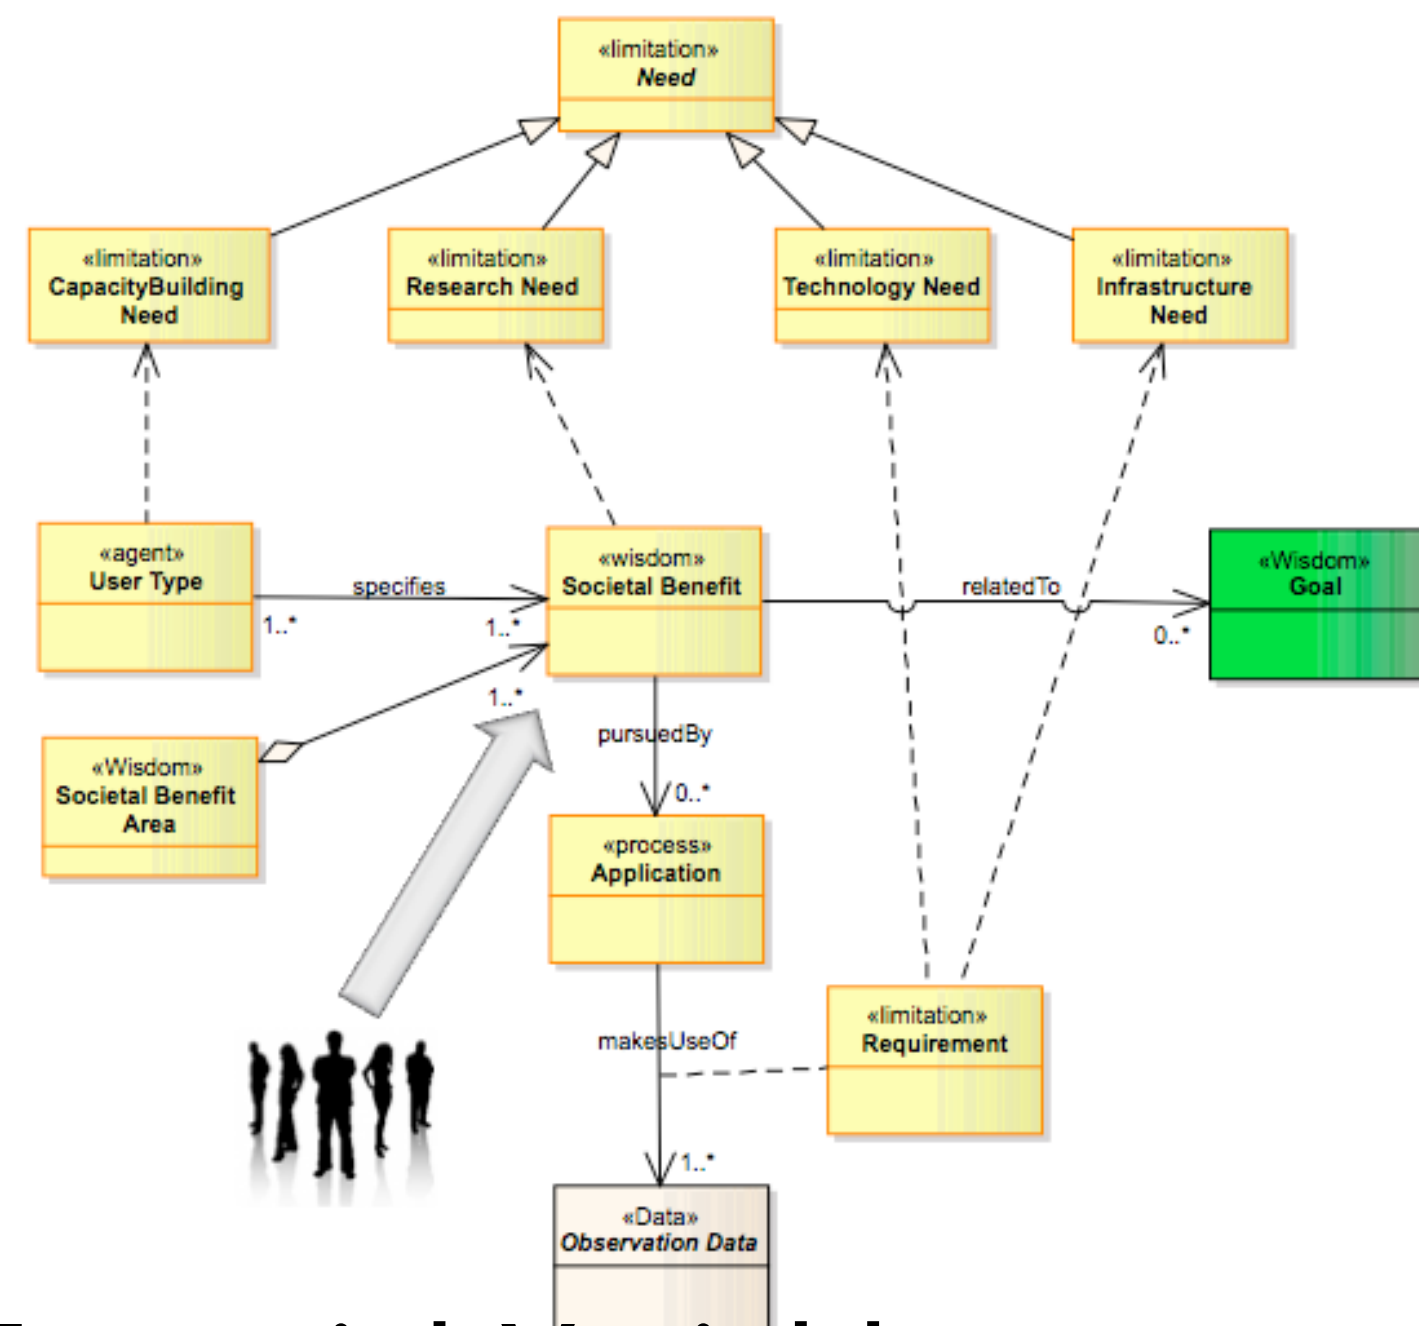 «limitation»
Need
«limitation»
CapacityBuilding
Need
«limitation»
Research Need
«limitation»
Technology Need
«limitation»
Infrastructure
Need
«agent»
User Type
specifies
1..*
1..*
«wisdom»
Societal Benefit
relatedTo
0..*
«Wisdom»
Goal
1..*
pursuedBy
0..*
«Wisdom»
Societal Benefit
Area
«process»
Application
makesUseOf
«limitation»
Requirement
1..*
«Data»
Observation Data